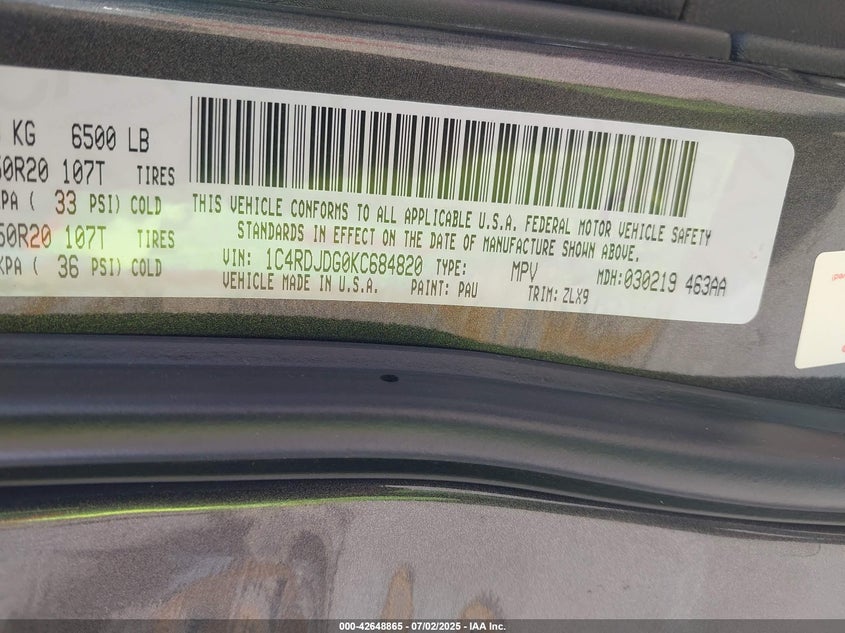 KG 6500 LB
50R20 107T TIRES
KPA ( 33 PSI) COLD
50R20 107T TIRES
KPA ( 36 PSI) COLD
THIS VEHICLE CONFORMS TO ALL APPLICABLE U.S.A. FEDERAL MOTOR VEHICLE SAFETY
STANDARDS IN EFFECT ON THE DATE OF MANUFACTURE SHOWN ABOVE.
VIN: 1C4RDJDG0KC684820 TYPE: MPV MDH:030219 463AA
VEHICLE MADE IN U.S.A. PAINT: PAU TRIM: ZLX9
000-42648865 - 07/02/2025 - IAA Inc.